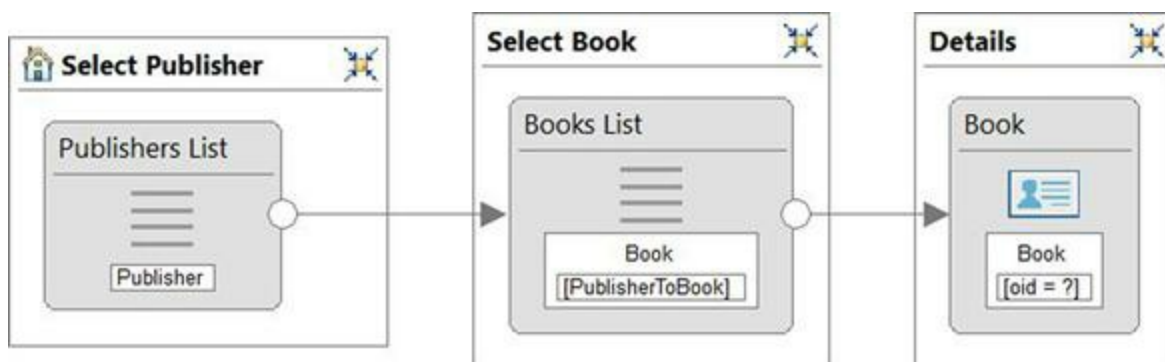 Select Publisher
Publishers List
Publisher
Select Book
Books List
Book
[PublisherToBook]
Details
Book
Book
[oid = ?]